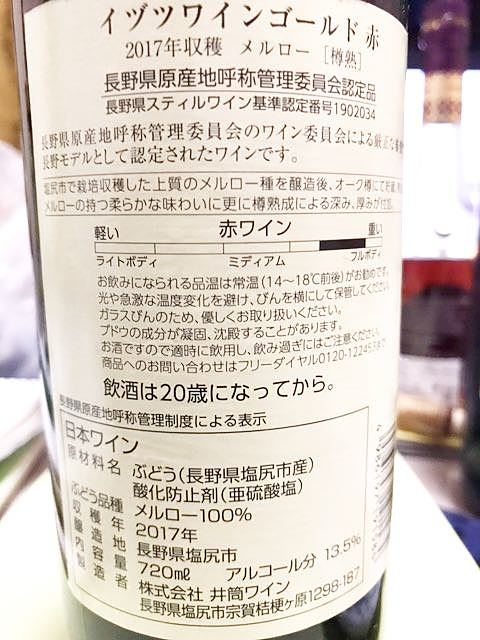 イヅツワインゴールド 赤
2017年収穫 メルロー [樽熟]
長野県原産地呼称管理委員会認定品
長野県スティルワイン基準認定番号1902034
長野県原産地呼称管理委員会のワイン委員会による厳正な
長野モデルとして認定されたワインです。
塩尻市で栽培収穫した上質のメルロー種を醸造後、オーク樽にて貯蔵
メルローの持つ柔らかな味わいに更に樽熟成による深み、厚みが
軽い 赤ワイン 重い
ライトボディ ミディアム フルボディ
お飲みになられる品温は常温(14〜18℃前後)がお勧めです。
光や急激な温度変化を避け、びんを横にして保管してください。
ガラスびんのため、優しくお取り扱いください。
ブドウの成分が凝固、沈殿することがあります。
お酒ですので適時に飲用し、飲み過ぎにはご注意ください。
商品へのお問い合わせはフリーダイヤル0120-122453
飲酒は20歳になってから。
長野県原産地呼称管理制度による表示
日本ワイン
原材料名 ぶどう(長野県塩尻市産)
酸化防止剤(亜硫酸塩)
ぶどう品種 メルロー100%
収穫年 2017年
醸造地 長野県塩尻市
内容量 720㎖ アルコール分 13.5%
製造者 株式会社 井筒ワイン
長野県塩尻市宗賀桔梗ヶ原1298-187